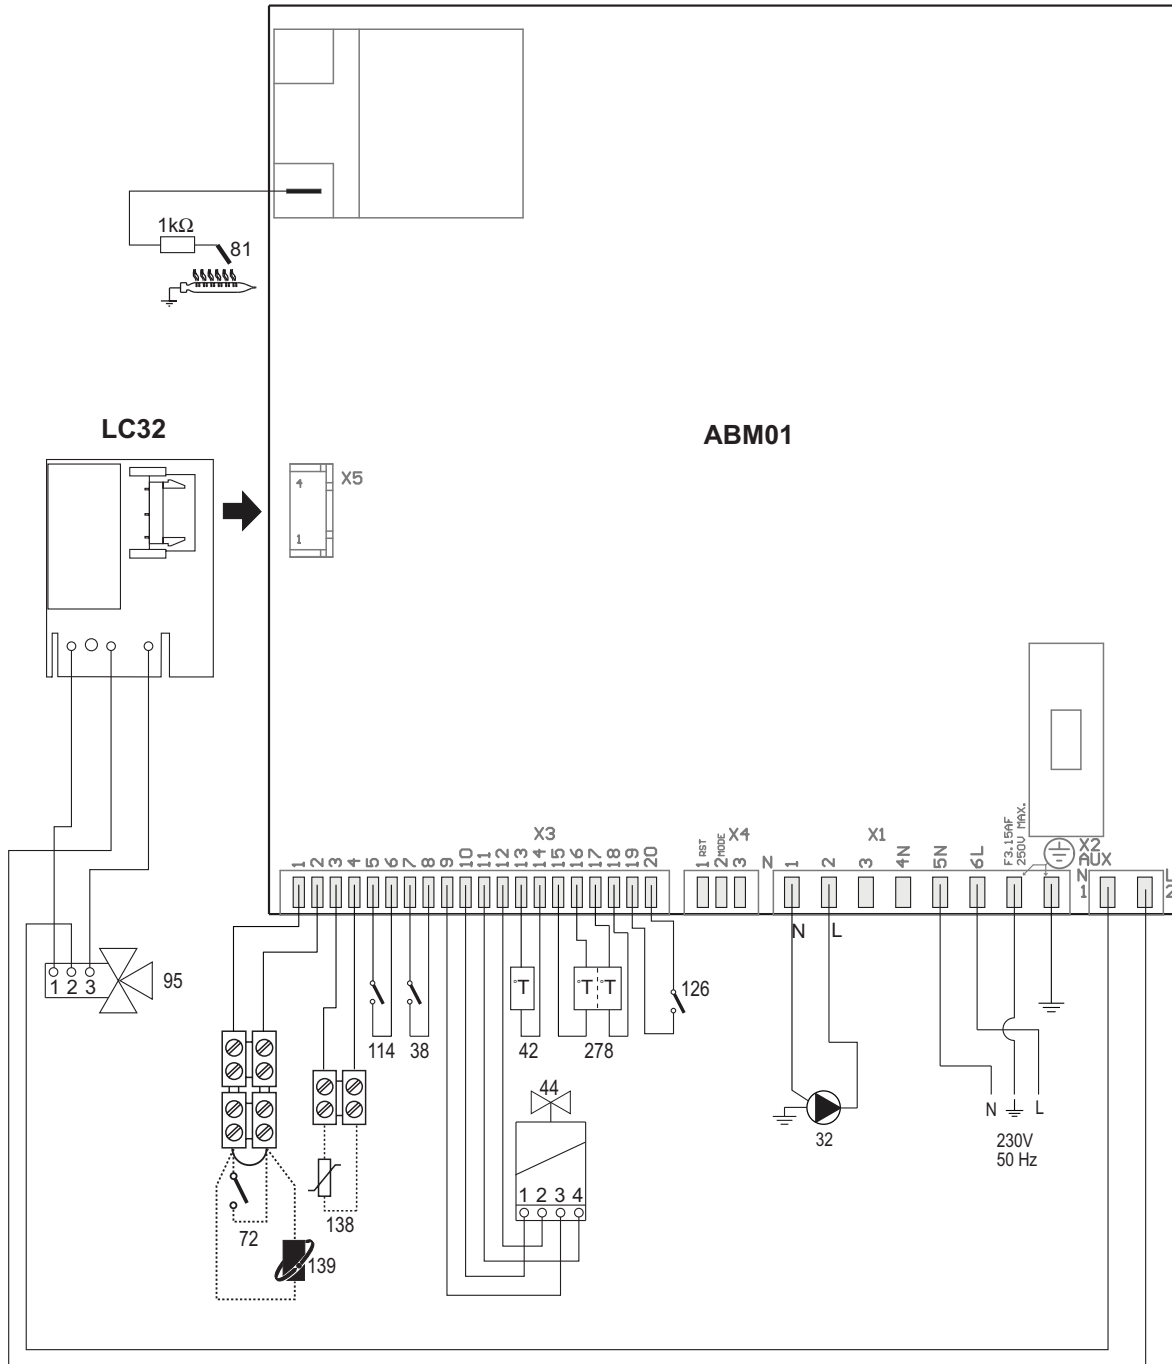 1kΩ
81
LC32
ABM01
4
X5
1
F3.15AF
250V MAX.
X3
X4
X1
X2
AUX
1 2 3 4 5 6 7 8 9 10 11 12 13 14 15 16 17 18 19 20
1 RST
2 MODE
3
N
1 2 3 4N 5N 6L
N
1
L
2
N L
1 2 3
95
114 38
42
278
126
44
32
N L
230V
50 Hz
1 2 3 4
72
138
139